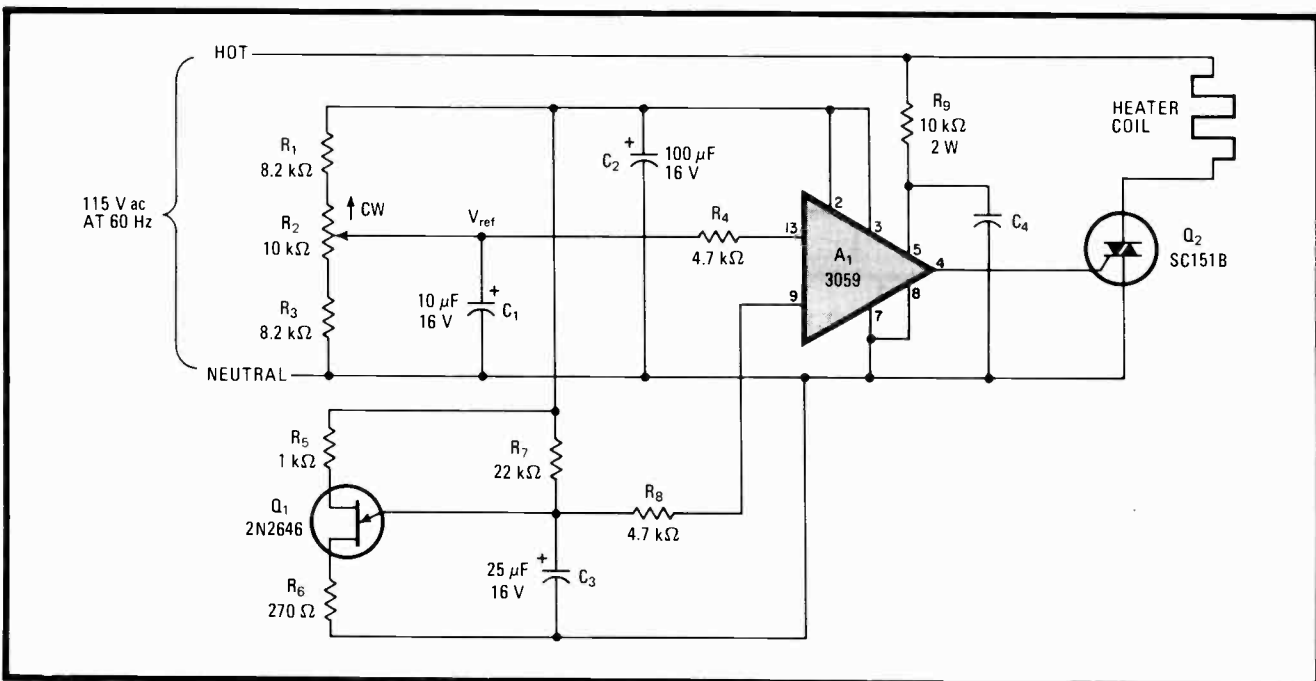 HOT
115 V ac
AT 60 Hz
R1
8.2 kΩ
R2
10 kΩ
CW
R3
8.2 kΩ
NEUTRAL
Vref
10 μF
16 V
C1
C2
100 μF
16 V
R4
4.7 kΩ
13
9
2
3
A1
3059
5
8
4
7
R9
10 kΩ
2 W
C4
HEATER
COIL
Q2
SC151B
R5
1 kΩ
Q1
2N2646
R6
270 Ω
R7
22 kΩ
R8
4.7 kΩ
25 μF
16 V
C3